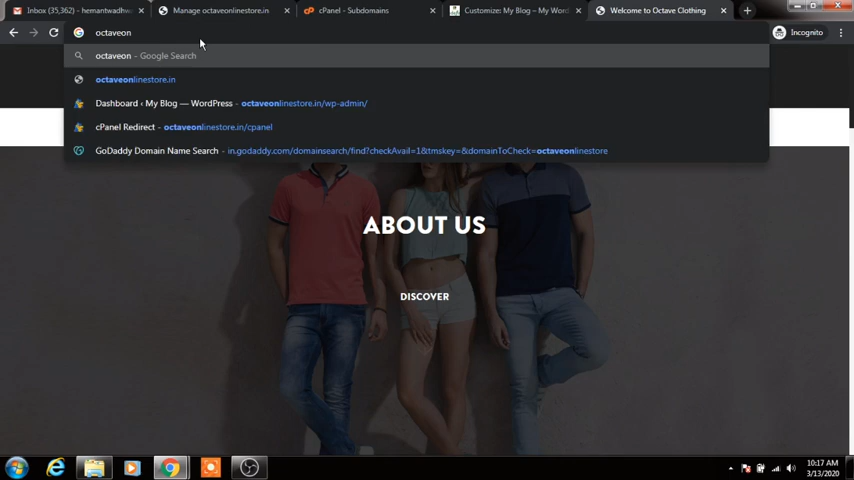 Inbox (35,362) - hemantwadhw
Manage octaveonlinestore.in
cPanel - Subdomains
Customize: My Blog – My Word
Welcome to Octave Clothing
octaveon
Incognito
octaveon - Google Search
octaveonlinestore.in
Dashboard ‹ My Blog — WordPress - octaveonlinestore.in/wp-admin/
cPanel Redirect - octaveonlinestore.in/cpanel
GoDaddy Domain Name Search - in.godaddy.com/domainsearch/find?checkAvail=1&tmskey=&domainToCheck=octaveonlinestore
ABOUT US
DISCOVER
10:17 AM
3/13/2020